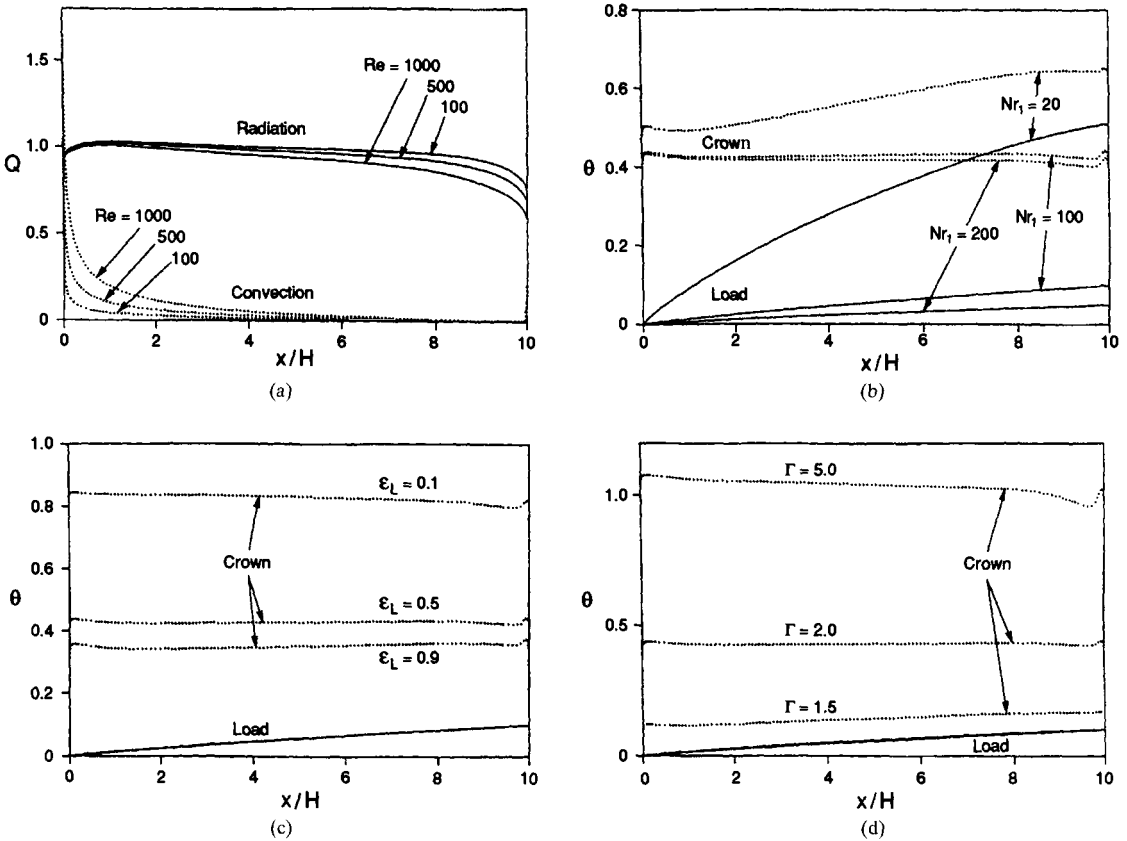 1.5
1.0
0.5
0
Q
Re = 1000
500
100
Radiation
Re = 1000
500
100
Convection
0 2 4 6 8 10
x/H
(a)
0.8
0.6
0.4
0.2
0
θ
Crown
Nr₁ = 20
Nr₁ = 100
Nr₁ = 200
Load
0 2 4 6 8 10
x/H
(b)
1.0
0.8
0.6
0.4
0.2
0
θ
εL = 0.1
Crown
εL = 0.5
εL = 0.9
Load
0 2 4 6 8 10
x/H
(c)
1.0
0.5
0
θ
Γ = 5.0
Crown
Γ = 2.0
Γ = 1.5
Load
0 2 4 6 8 10
x/H
(d)